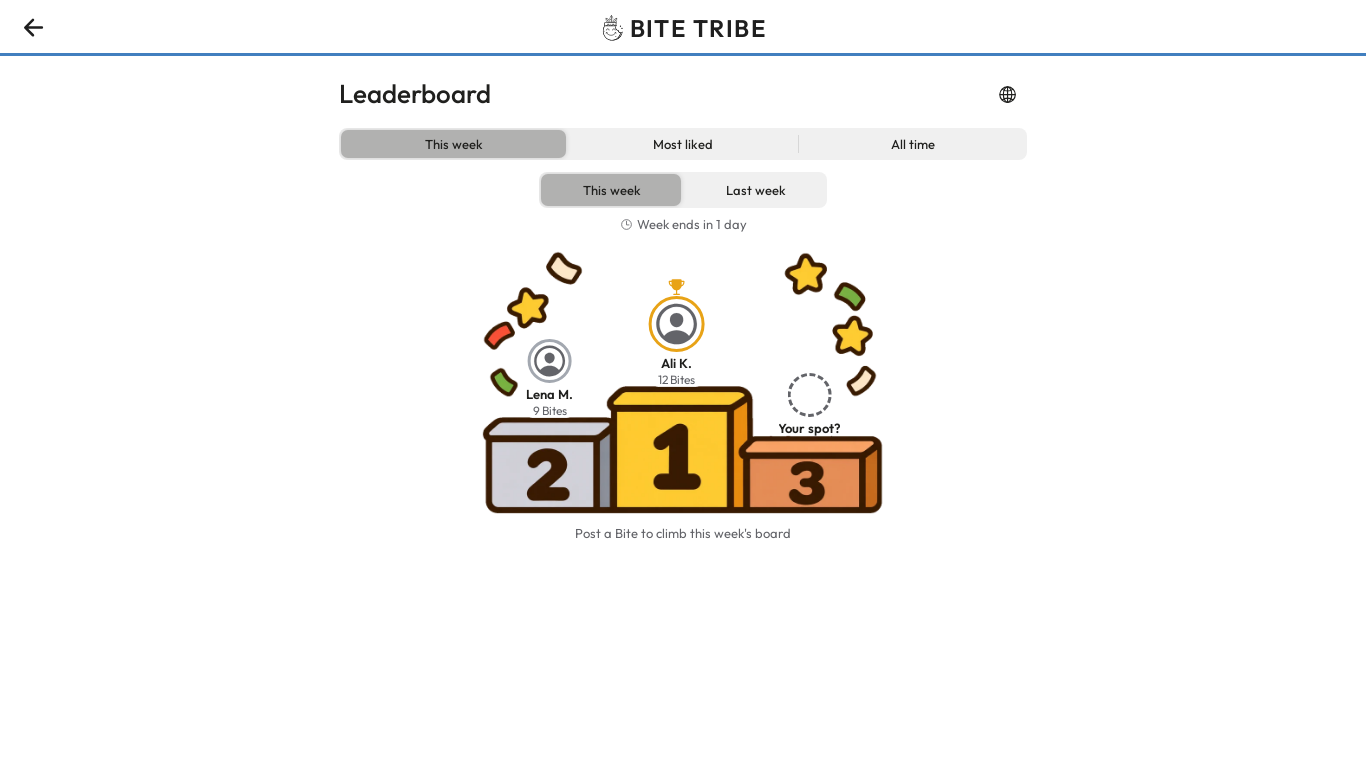 BITE TRIBE
Leaderboard
This week Most liked All time
This week Last week
Week ends in 1 day
Ali K.
12 Bites
Lena M.
9 Bites
Your spot?
1
2
3
Post a Bite to climb this week's board